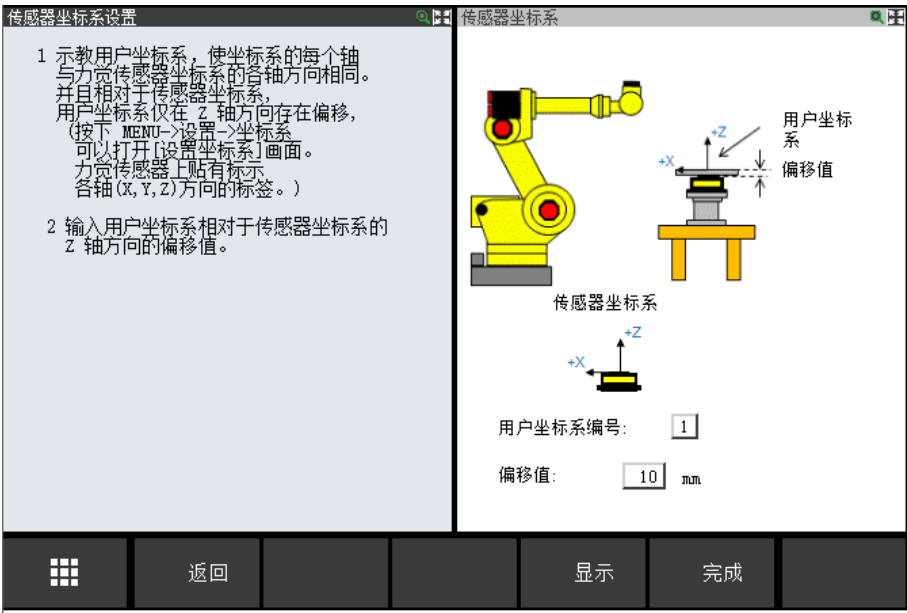 传感器坐标系设置
传感器坐标系
1 示教用户坐标系，使坐标系的每个轴
与力觉传感器坐标系的各轴方向相同。
并且相对于传感器坐标系，
用户坐标系仅在 Z 轴方向存在偏移，
(按下 MENU->设置->坐标系
可以打开[设置坐标系]画面。
力觉传感器上贴有标示
各轴(X,Y,Z)方向的标签。)
2 输入用户坐标系相对于传感器坐标系的
Z 轴方向的偏移值。
+Z
用户坐标
系
+X
偏移值
传感器坐标系
+Z
+X
用户坐标系编号: 1
偏移值: 10 mm
返回
显示
完成